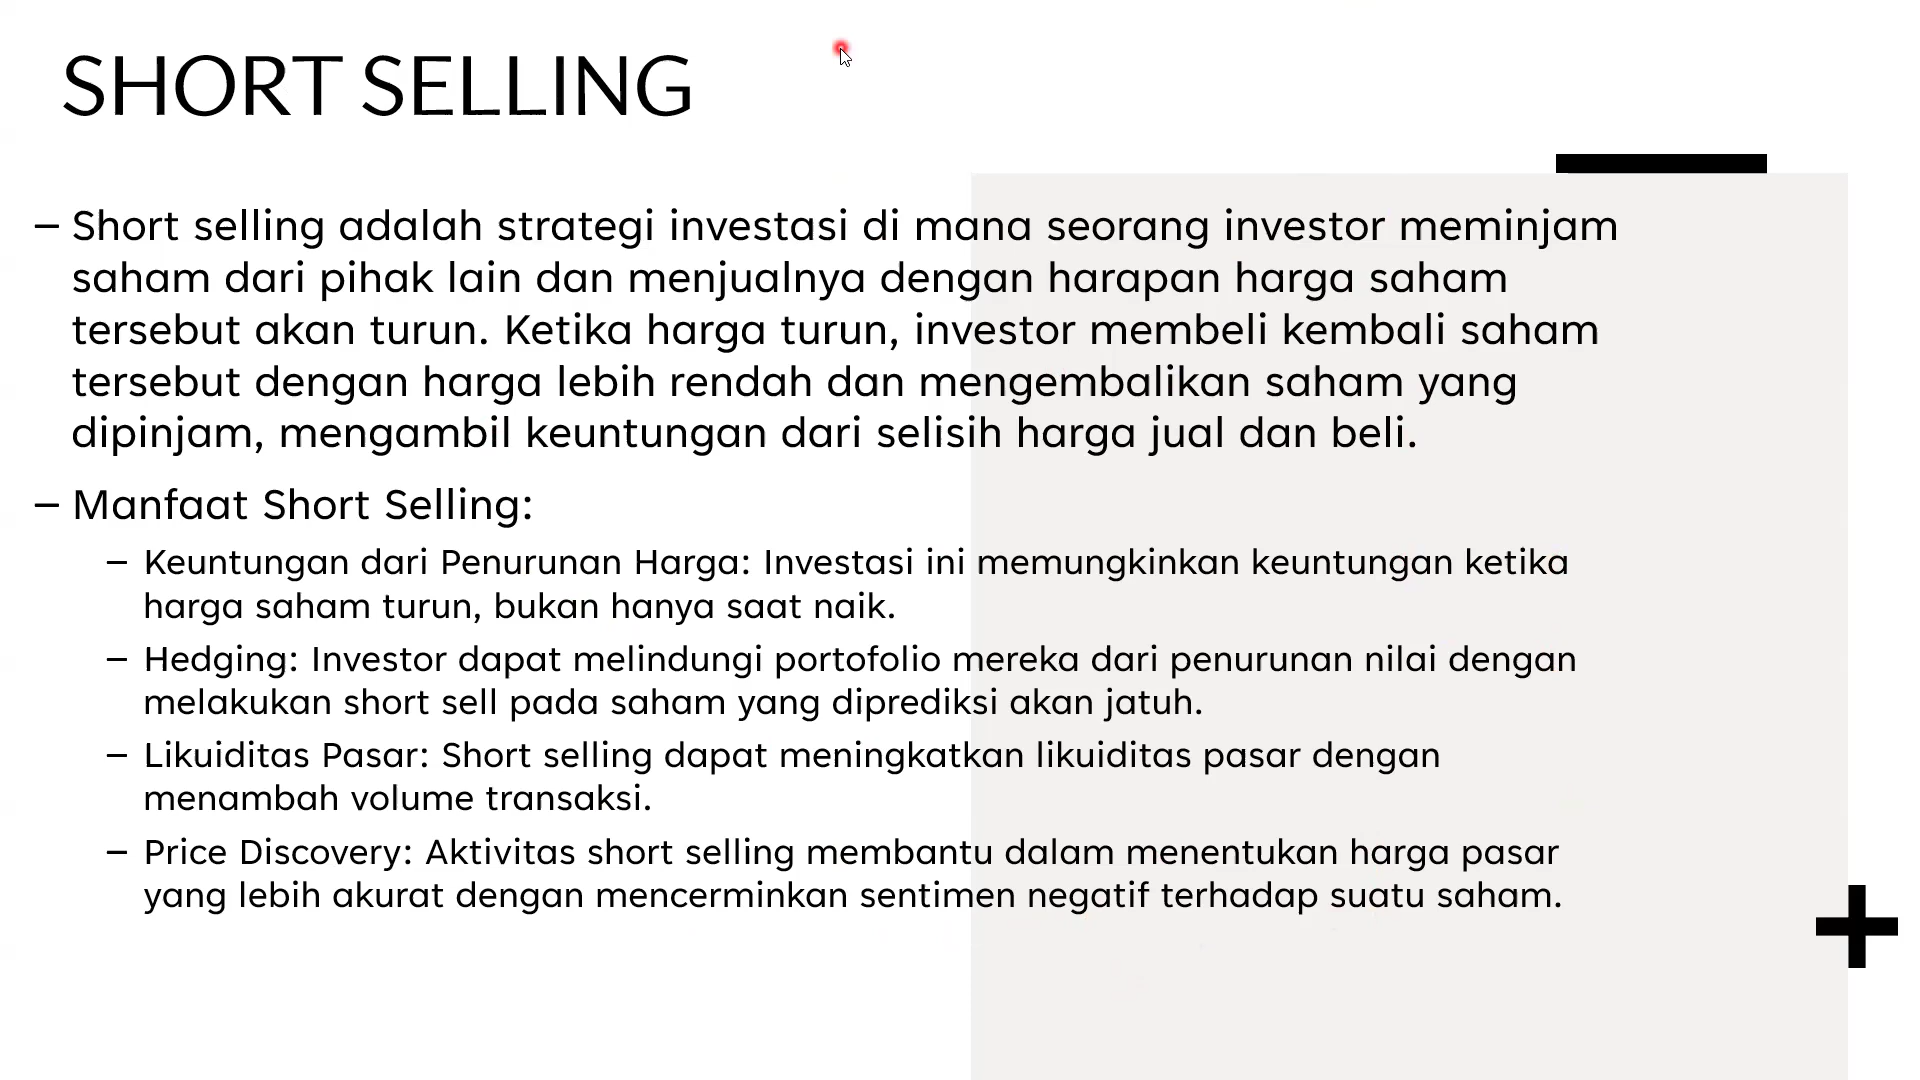 SHORT SELLING
– Short selling adalah strategi investasi di mana seorang investor meminjam
saham dari pihak lain dan menjualnya dengan harapan harga saham
tersebut akan turun. Ketika harga turun, investor membeli kembali saham
tersebut dengan harga lebih rendah dan mengembalikan saham yang
dipinjam, mengambil keuntungan dari selisih harga jual dan beli.
– Manfaat Short Selling:
– Keuntungan dari Penurunan Harga: Investasi ini memungkinkan keuntungan ketika
harga saham turun, bukan hanya saat naik.
– Hedging: Investor dapat melindungi portofolio mereka dari penurunan nilai dengan
melakukan short sell pada saham yang diprediksi akan jatuh.
– Likuiditas Pasar: Short selling dapat meningkatkan likuiditas pasar dengan
menambah volume transaksi.
– Price Discovery: Aktivitas short selling membantu dalam menentukan harga pasar
yang lebih akurat dengan mencerminkan sentimen negatif terhadap suatu saham.